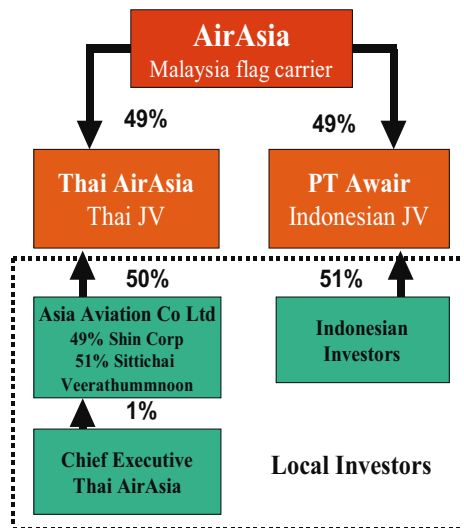 AirAsia
Malaysia flag carrier
49%
49%
Thai AirAsia
Thai JV
PT Awair
Indonesian JV
50%
51%
Asia Aviation Co Ltd
49% Shin Corp
51% Sittichai
Veerathummnoon
Indonesian
Investors
1%
Chief Executive
Thai AirAsia
Local Investors